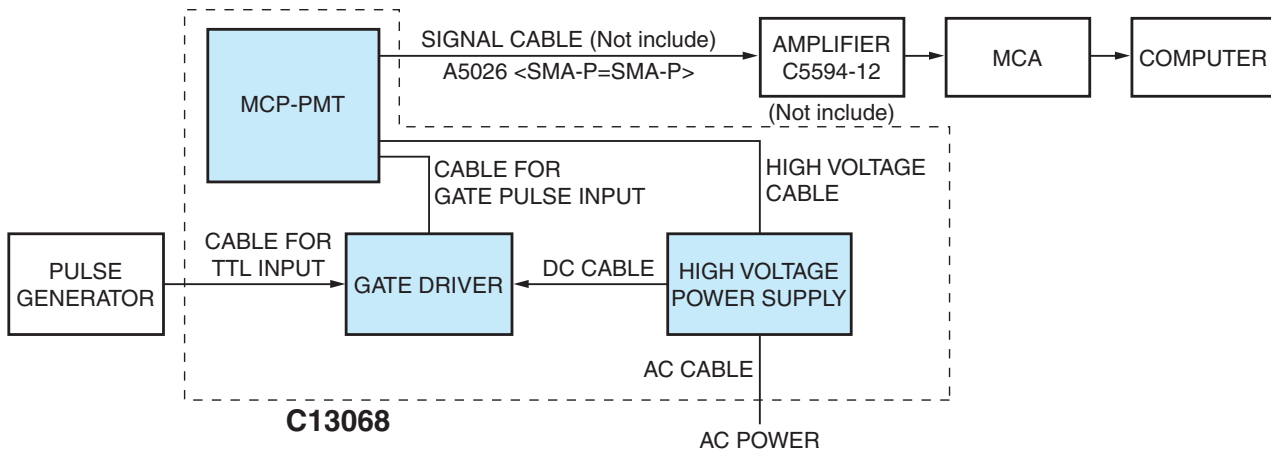 MCP-PMT
SIGNAL CABLE (Not include)
A5026 <SMA-P=SMA-P>
AMPLIFIER
C5594-12
(Not include)
MCA
COMPUTER
CABLE FOR
GATE PULSE INPUT
HIGH VOLTAGE
CABLE
PULSE
GENERATOR
CABLE FOR
TTL INPUT
GATE DRIVER
DC CABLE
HIGH VOLTAGE
POWER SUPPLY
AC CABLE
C13068
AC POWER